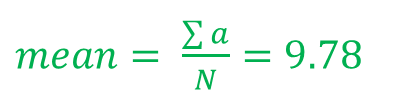 mean = ∑ a / N = 9.78